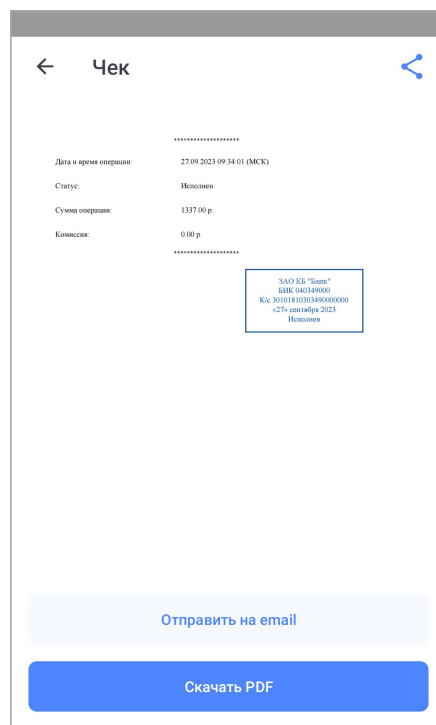 Чек
********************
Дата и время операции: 27.09.2023 09:34:01 (МСК)
Статус: Исполнен
Сумма операции: 1337.00 р.
Комиссия: 0.00 р.
********************
ЗАО КБ "Банк"
БИК 040349000
К/с 30101810303490000000
«27» сентября 2023
Исполнен
Отправить на email
Скачать PDF